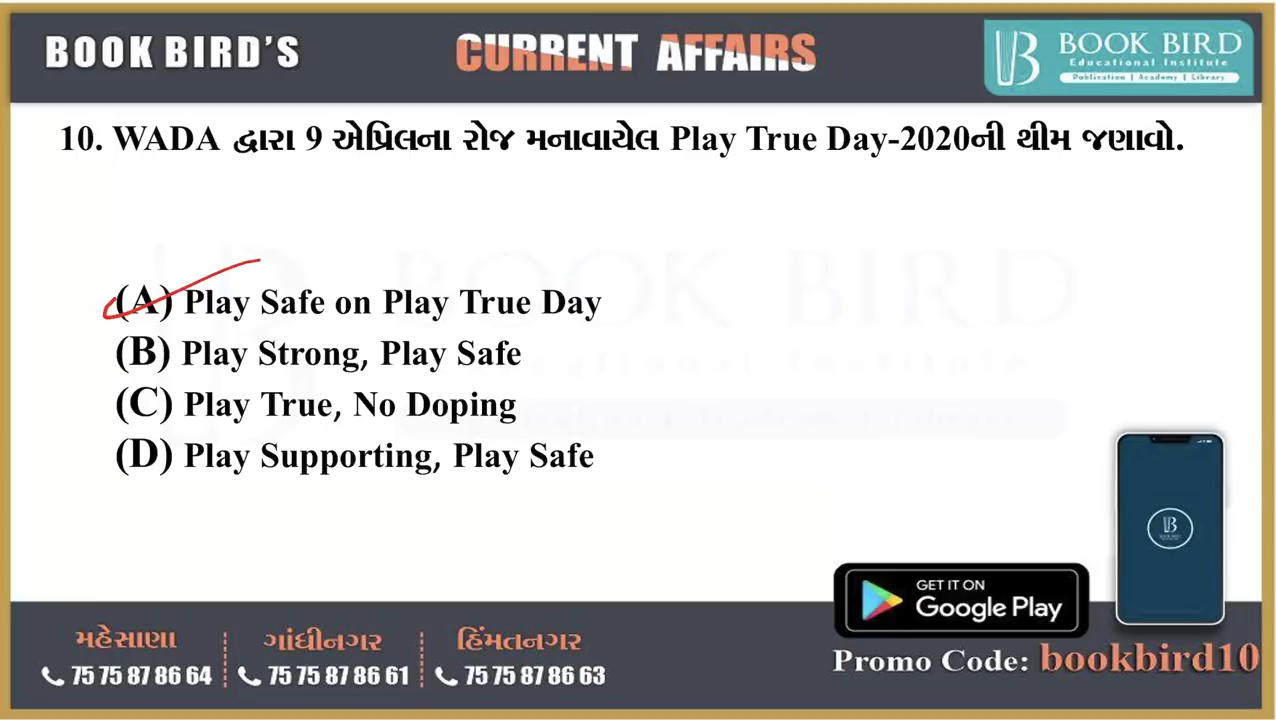 BOOK BIRD'S
CURRENT AFFAIRS
BOOK BIRD
Educational Institute
Publication | Academy | Library
10. WADA દ્વારા 9 એપ્રિલના રોજ મનાવાયેલ Play True Day-2020ની થીમ જણાવો.
(A) Play Safe on Play True Day
(B) Play Strong, Play Safe
(C) Play True, No Doping
(D) Play Supporting, Play Safe
GET IT ON
Google Play
મહેસાણા
75 75 87 86 64
ગાંધીનગર
75 75 87 86 61
હિંમતનગર
75 75 87 86 63
Promo Code: bookbird10